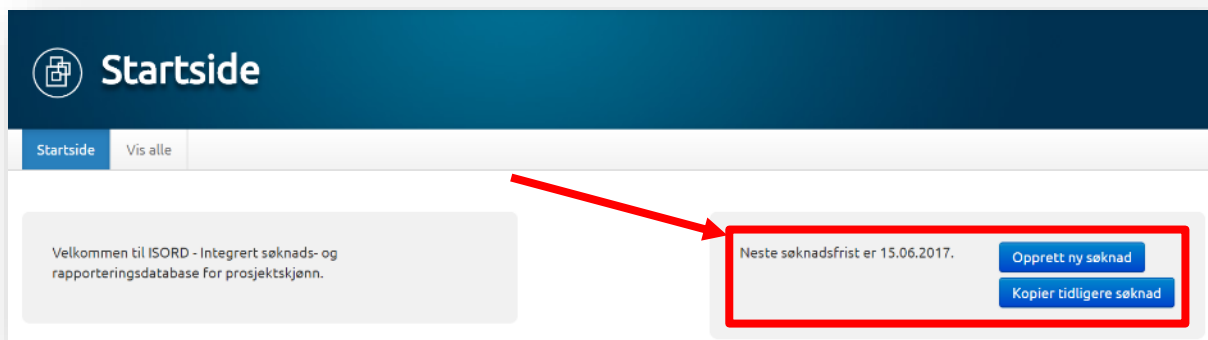 Startside
Startside Vis alle
Velkommen til ISORD - Integrert søknads- og
rapporteringsdatabase for prosjektskjønn.
Neste søknadsfrist er 15.06.2017.
Opprett ny søknad
Kopier tidligere søknad